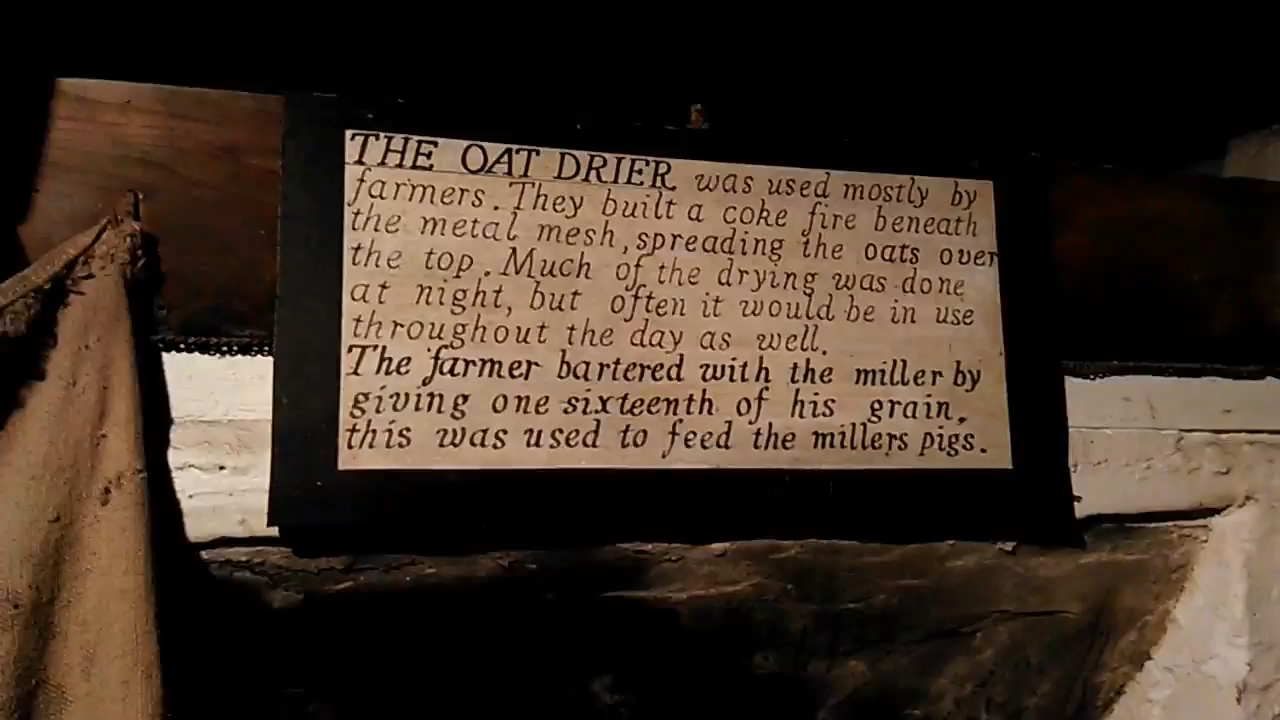 THE OAT DRIER was used mostly by
farmers. They built a coke fire beneath
the metal mesh, spreading the oats over
the top. Much of the drying was done
at night, but often it would be in use
throughout the day as well.
The farmer bartered with the miller by
giving one sixteenth of his grain,
this was used to feed the millers pigs.